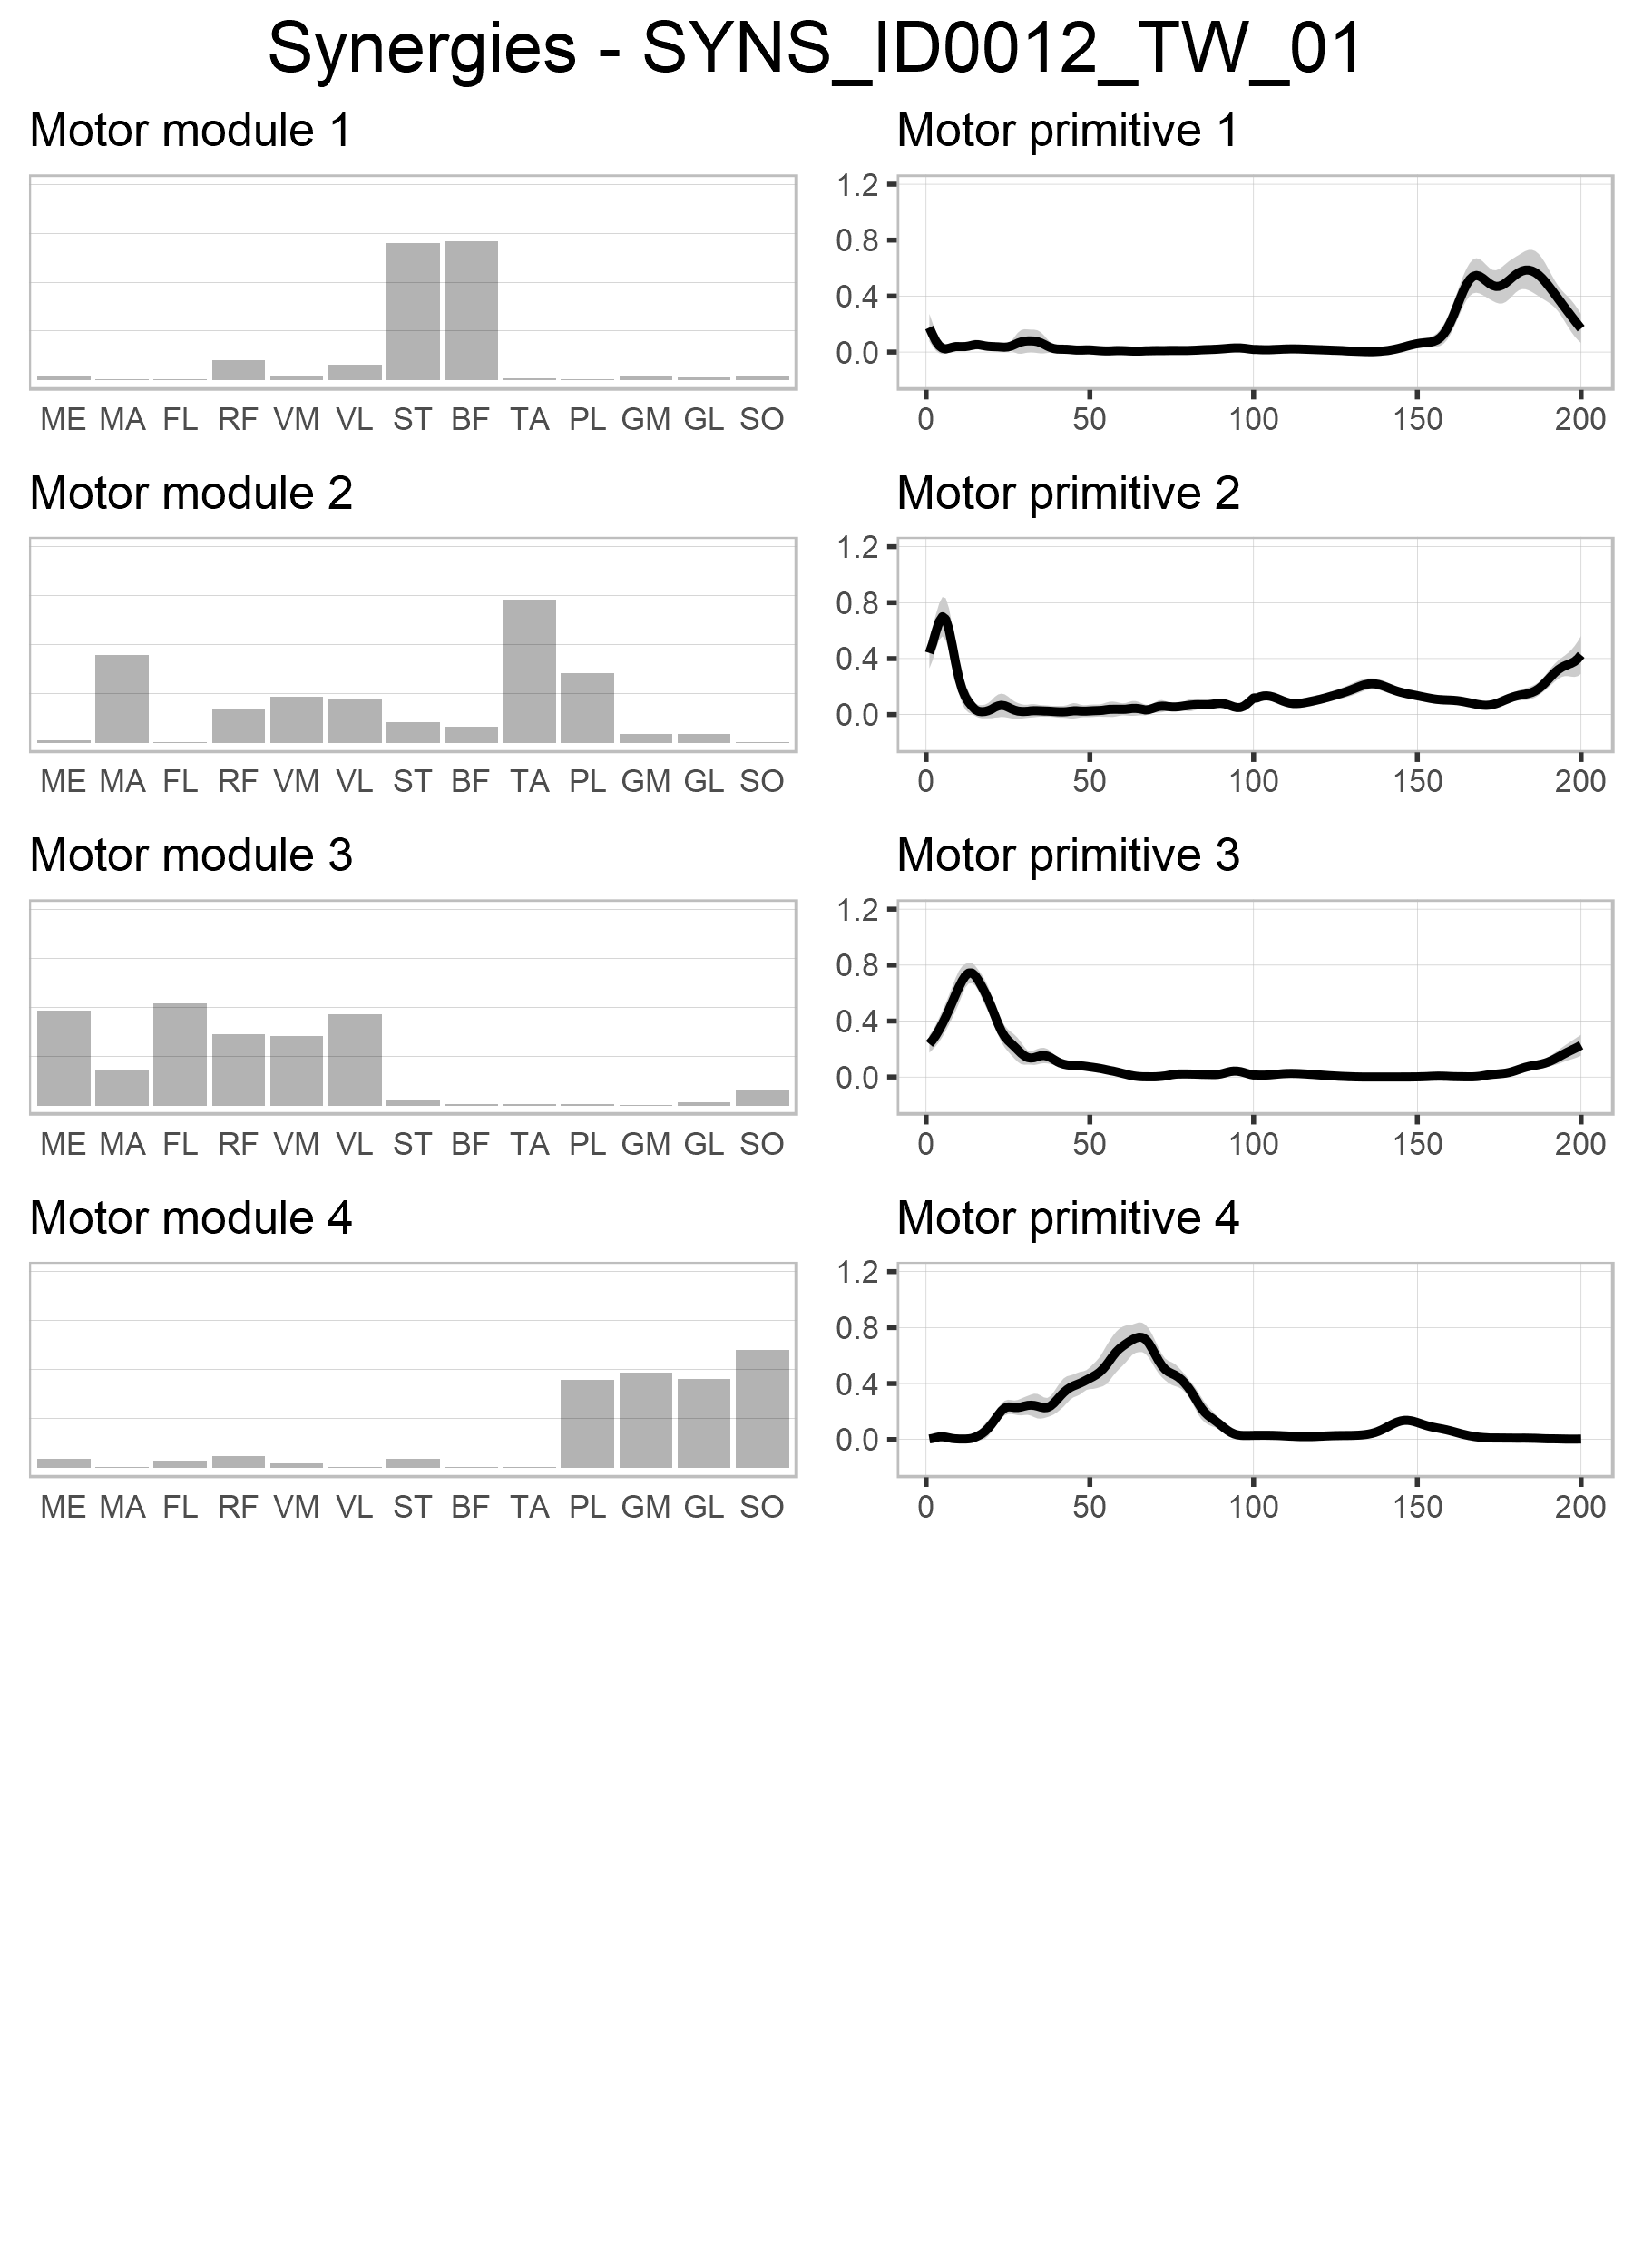 Synergies - SYNS_ID0012_TW_01
Motor module 1
Motor primitive 1
1.2
0.8
0.4
0.0
ME MA FL RF VM VL ST BF TA PL GM GL SO
0 50 100 150 200
Motor module 2
Motor primitive 2
1.2
0.8
0.4
0.0
ME MA FL RF VM VL ST BF TA PL GM GL SO
0 50 100 150 200
Motor module 3
Motor primitive 3
1.2
0.8
0.4
0.0
ME MA FL RF VM VL ST BF TA PL GM GL SO
0 50 100 150 200
Motor module 4
Motor primitive 4
1.2
0.8
0.4
0.0
ME MA FL RF VM VL ST BF TA PL GM GL SO
0 50 100 150 200